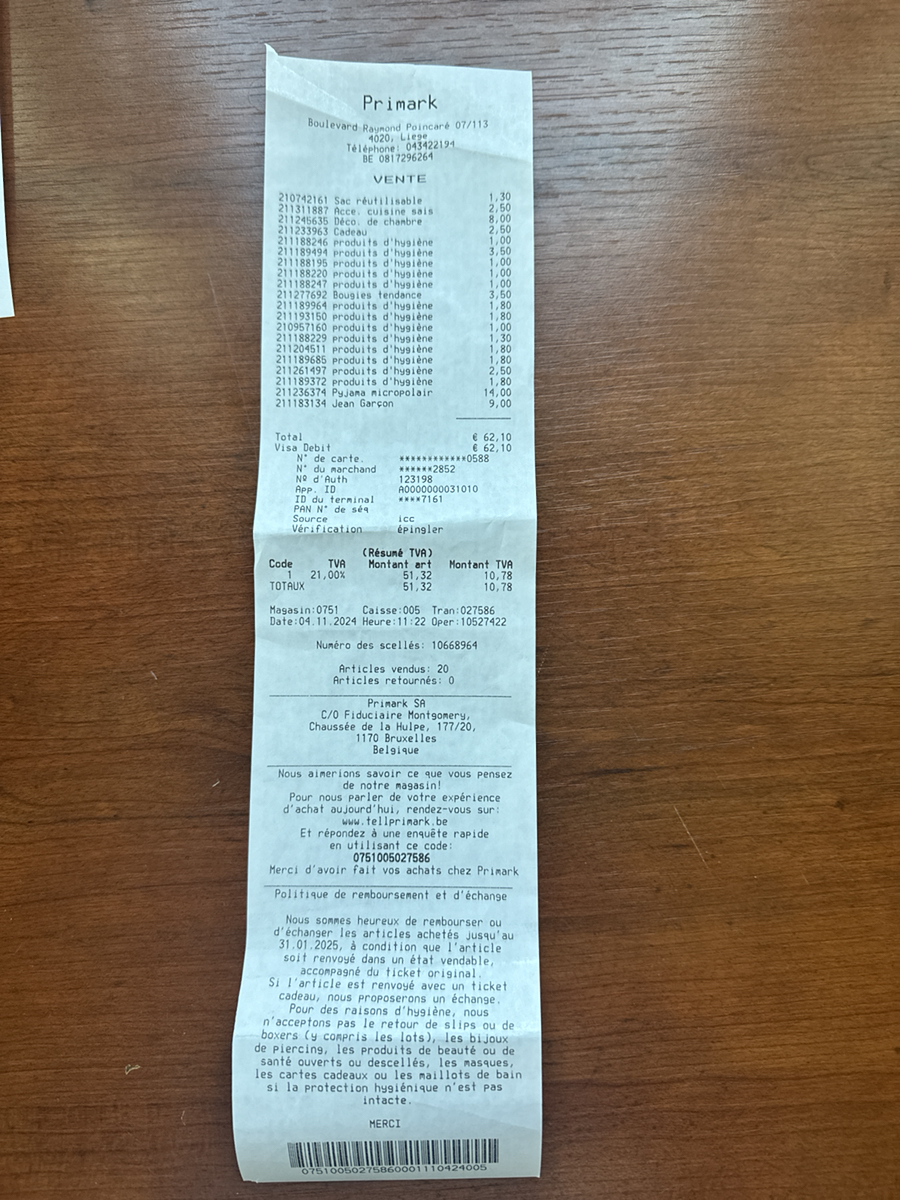 Primark
Boulevard Raymond Poincaré 07/113
4020, Liege
Téléphone: 043422194
BE 0817296264
VENTE
210742161 Sac réutilisable 1,30
211311887 Acce. cuisine sais 2,50
211245635 Déco. de chambre 8,00
211233963 Cadeau 2,50
211188246 produits d'hygiène 1,00
211189494 produits d'hygiène 3,50
211188195 produits d'hygiène 1,00
211188220 produits d'hygiène 1,00
211188247 produits d'hygiène 1,00
211277692 Bougies tendance 3,50
211189964 produits d'hygiène 1,80
211193150 produits d'hygiène 1,80
210957160 produits d'hygiène 1,00
211188229 produits d'hygiène 1,30
211204511 produits d'hygiène 1,80
211189685 produits d'hygiène 1,80
211261497 produits d'hygiène 2,50
211189372 produits d'hygiène 1,80
211236374 Pyjama micropolair 14,00
211183134 Jean Garçon 9,00
Total € 62,10
Visa Debit € 62,10
N° de carte. ************0588
N° du marchand ******2852
Nº d'Auth 123198
App. ID A0000000031010
ID du terminal ****7161
PAN N° de séq
Source icc
Vérification épingler
(Résumé TVA)
Code TVA Montant art Montant TVA
1 21,00% 51,32 10,78
TOTAUX 51,32 10,78
Magasin:0751 Caisse:005 Tran:027586
Date:04.11.2024 Heure:11:22 Oper:10527422
Numéro des scellés: 10668964
Articles vendus: 20
Articles retournés: 0
Primark SA
C/O Fiduciaire Montgomery,
Chaussée de la Hulpe, 177/20,
1170 Bruxelles
Belgique
Nous aimerions savoir ce que vous pensez
de notre magasin!
Pour nous parler de votre expérience
d'achat aujourd'hui, rendez-vous sur:
www.tellprimark.be
Et répondez à une enquête rapide
en utilisant ce code:
0751005027586
Merci d'avoir fait vos achats chez Primark
Politique de remboursement et d'échange
Nous sommes heureux de rembourser ou
d'échanger les articles achetés jusqu'au
31.01.2025, à condition que l'article
soit renvoyé dans un état vendable,
accompagné du ticket original.
Si l'article est renvoyé avec un ticket
cadeau, nous proposerons un échange.
Pour des raisons d'hygiène, nous
n'acceptons pas le retour de slips ou de
boxers (y compris les lots), les bijoux
de piercing, les produits de beauté ou de
santé ouverts ou descellés, les masques,
les cartes cadeaux ou les maillots de bain
si la protection hygiénique n'est pas
intacte.
MERCI
07510050275860001110424005